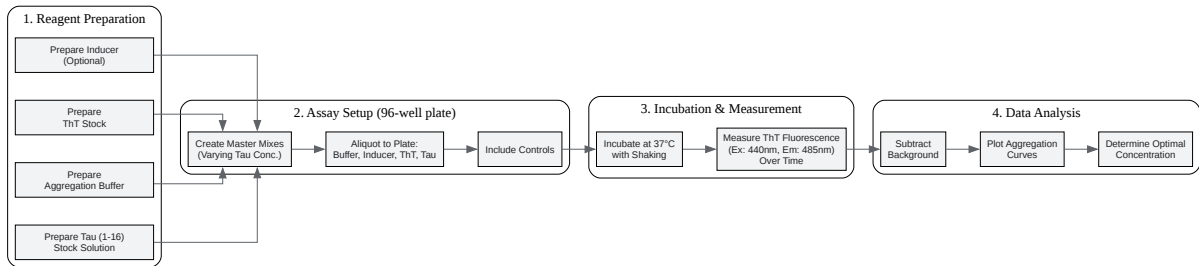 1. Reagent Preparation
Prepare Inducer
(Optional)
Prepare
ThT Stock
Prepare
Aggregation Buffer
Prepare Tau (1-16)
Stock Solution
2. Assay Setup (96-well plate)
Create Master Mixes
(Varying Tau Conc.)
Aliquot to Plate:
Buffer, Inducer, ThT, Tau
Include Controls
3. Incubation & Measurement
Incubate at 37°C
with Shaking
Measure ThT Fluorescence
(Ex: 440nm, Em: 485nm)
Over Time
4. Data Analysis
Subtract
Background
Plot Aggregation
Curves
Determine Optimal
Concentration